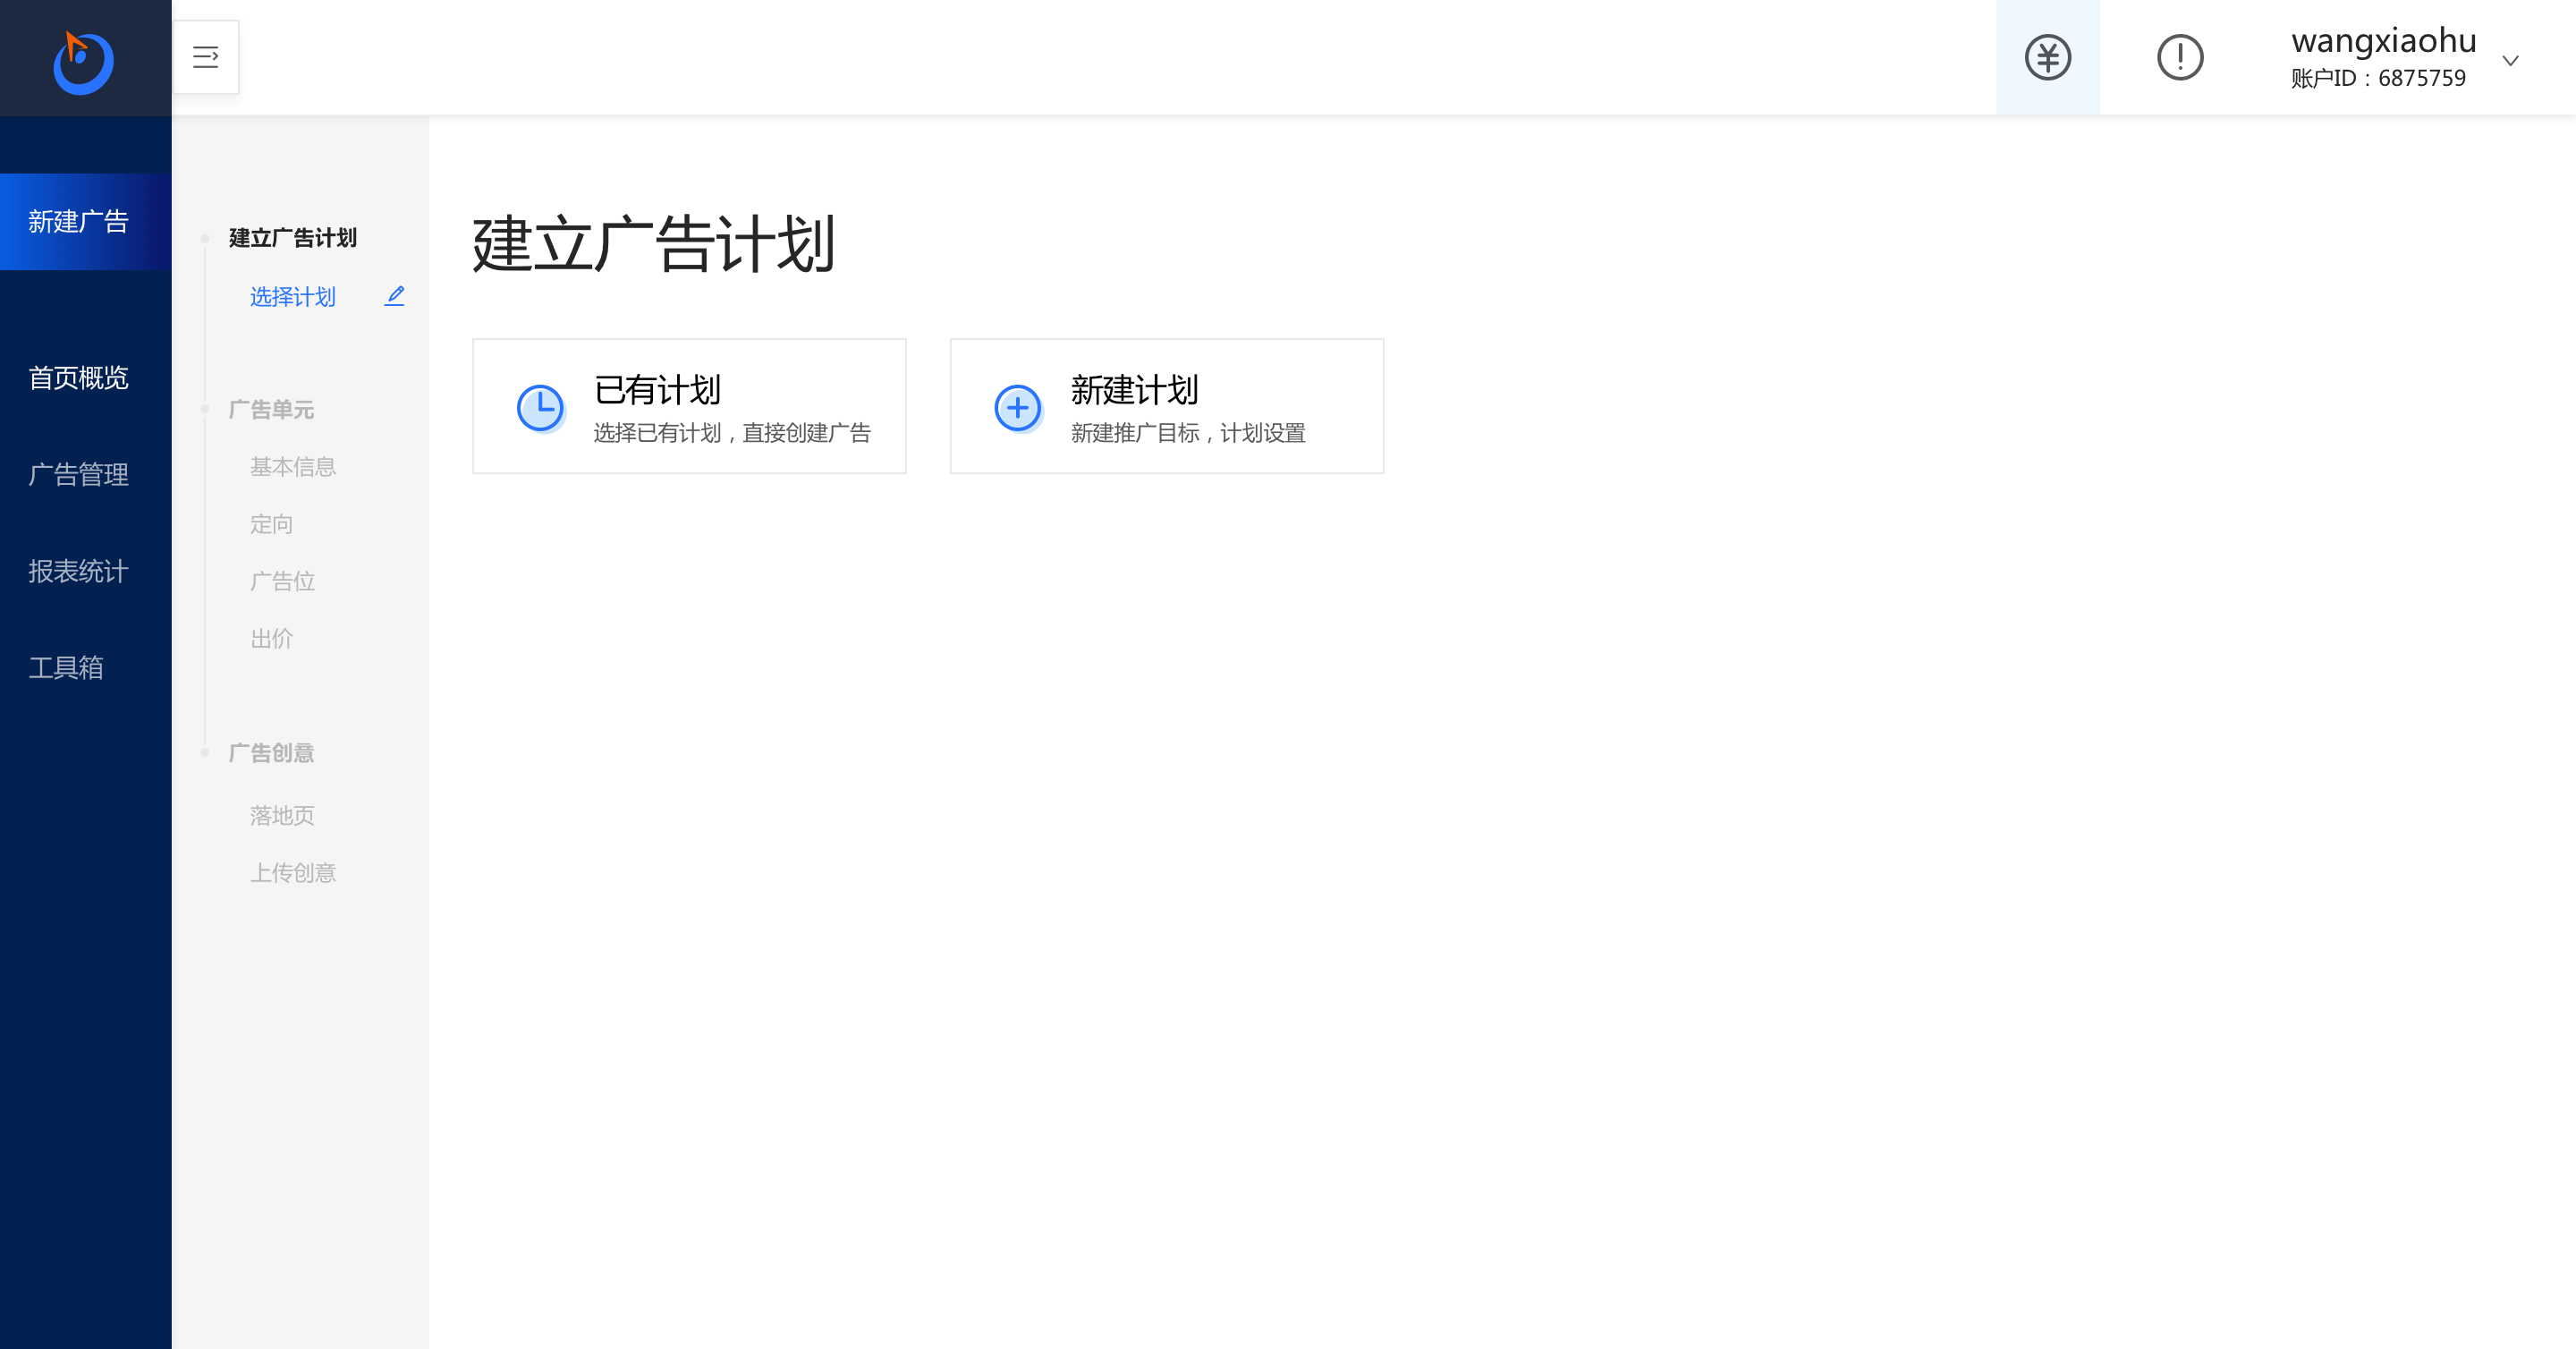 wangxiaohu
账户ID：6875759
新建广告
首页概览
广告管理
报表统计
工具箱
建立广告计划
选择计划
广告单元
基本信息
定向
广告位
出价
广告创意
落地页
上传创意
建立广告计划
已有计划
选择已有计划，直接创建广告
新建计划
新建推广目标，计划设置